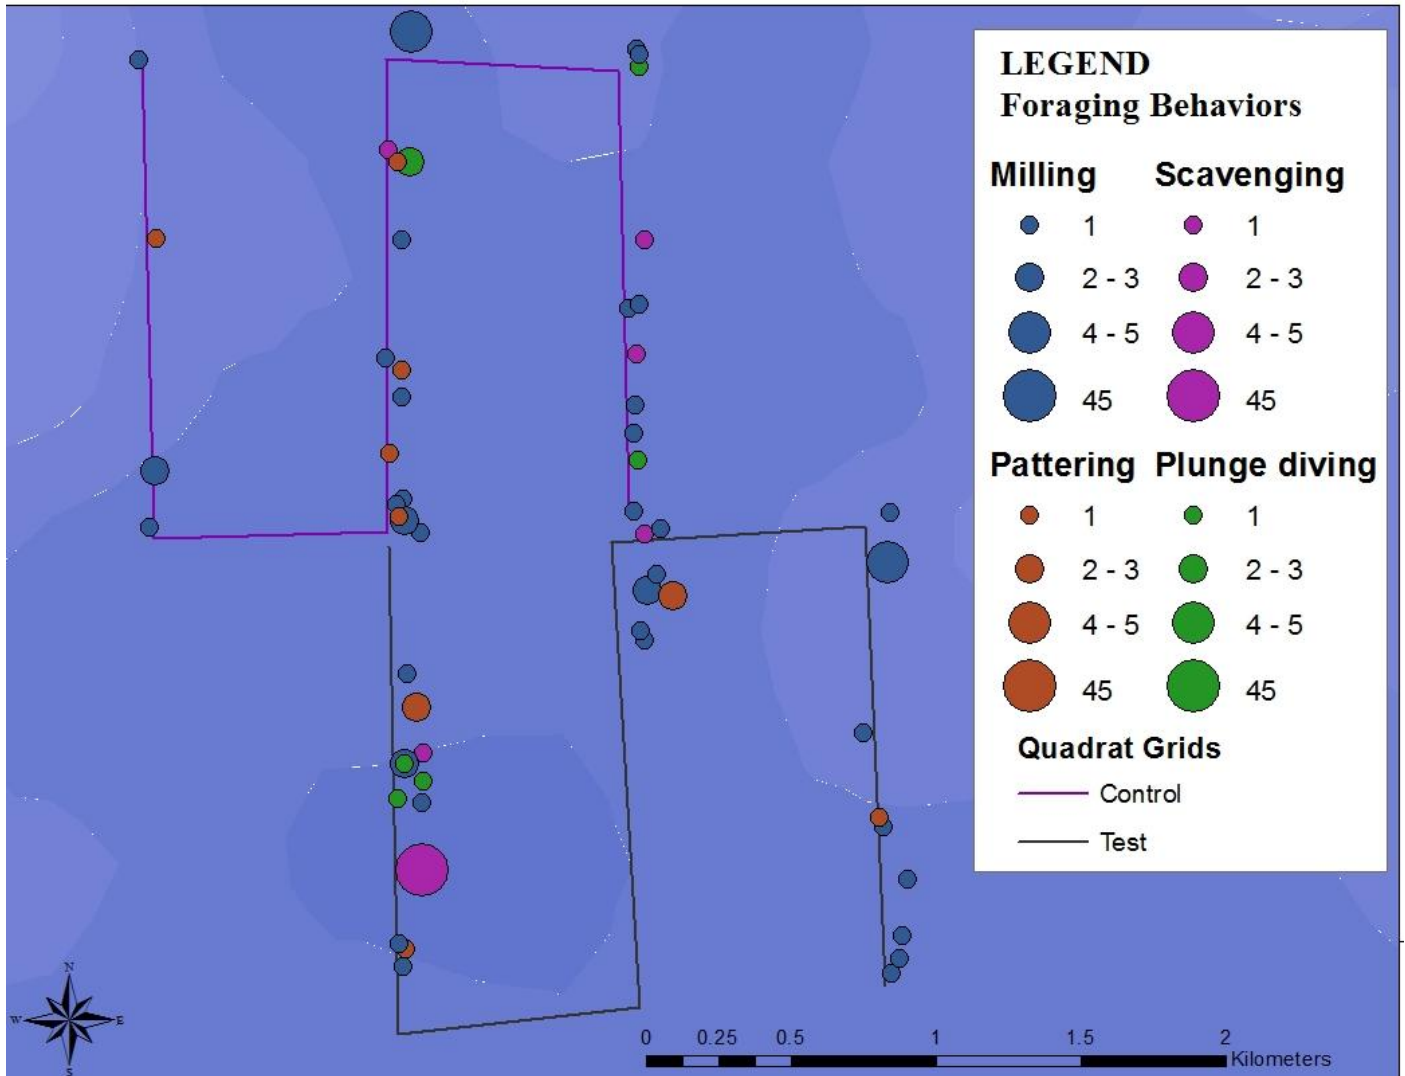 LEGEND
Foraging Behaviors
Milling Scavenging
1 1
2 - 3 2 - 3
4 - 5 4 - 5
45 45
Pattering Plunge diving
1 1
2 - 3 2 - 3
4 - 5 4 - 5
45 45
Quadrat Grids
Control
Test
N
W E
S
0 0.25 0.5 1 1.5 2
Kilometers